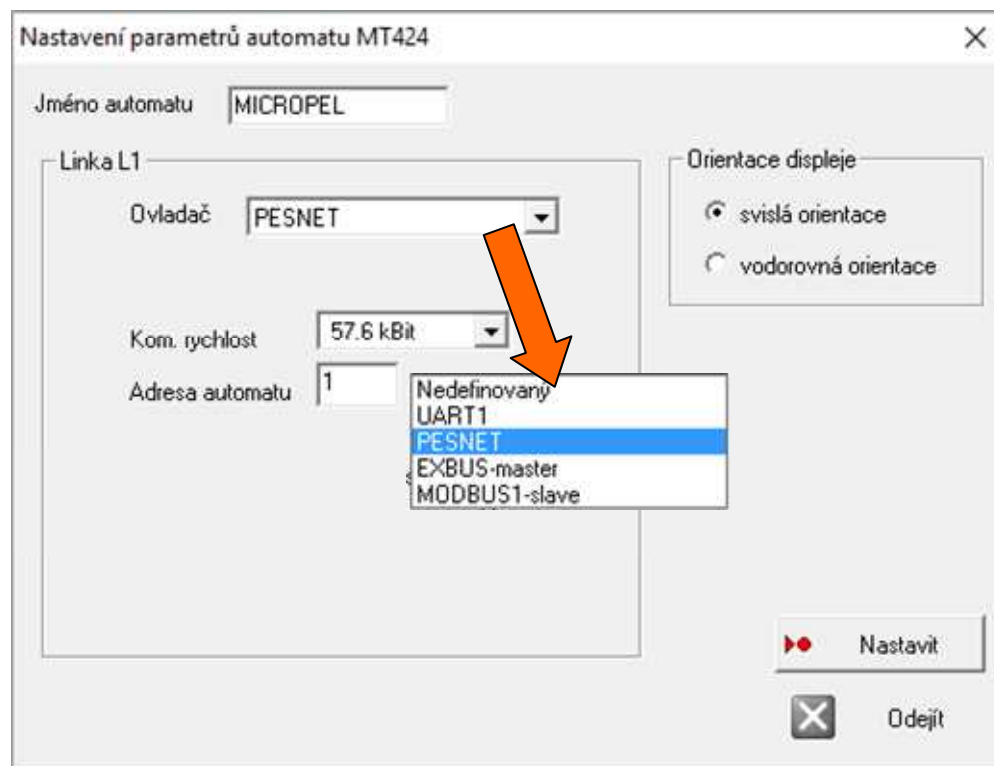 Nastavení parametrů automatu MT424
Jméno automatu MICROPEL
Linka L1
Ovladač PESNET
Kom. rychlost 57.6 kBit
Adresa automatu 1
Nedefinovaný
UART1
PESNET
EXBUS-master
MODBUS1-slave
Orientace displeje
svislá orientace
vodorovná orientace
Nastavit
Odejít